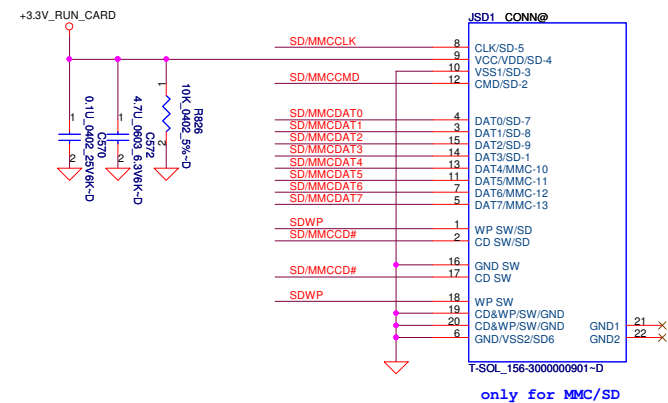 +3.3V_RUN_CARD
JSD1 CONN@
SD/MMCCLK 8 CLK/SD-5
9 VCC/VDD/SD-4
10 VSS1/SD-3
SD/MMCCMD 12 CMD/SD-2
SD/MMCDAT0 4 DAT0/SD-7
SD/MMCDAT1 3 DAT1/SD-8
SD/MMCDAT2 15 DAT2/SD-9
SD/MMCDAT3 14 DAT3/SD-1
SD/MMCDAT4 13 DAT4/MMC-10
SD/MMCDAT5 11 DAT5/MMC-11
SD/MMCDAT6 7 DAT6/MMC-12
SD/MMCDAT7 5 DAT7/MMC-13
SDWP 1 WP SW/SD
SD/MMCCD# 2 CD SW/SD
16 GND SW
SD/MMCCD# 17 CD SW
SDWP 18 WP SW
19 CD&WP/SW/GND
20 CD&WP/SW/GND
6 GND/VSS2/SD6
GND1 21
GND2 22
T-SOL_156-3000000901~D
only for MMC/SD
1
2
C570
0.1U_0402_25V6K~D
1
2
C572
4.7U_0603_6.3V6K~D
1
2
R826
10K_0402_5%~D